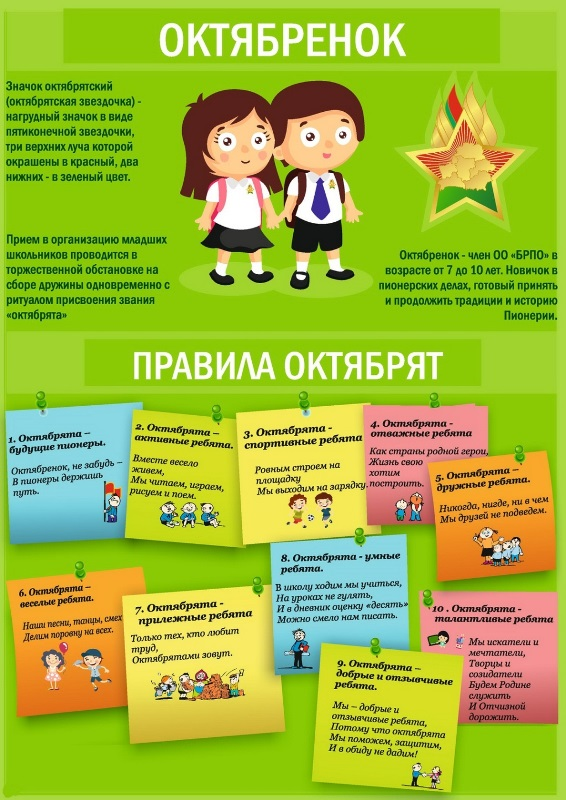 ОКТЯБРЕНОК
Значок октябрятский
(октябрятская звездочка) -
нагрудный значок в виде
пятиконечной звездочки,
три верхних луча которой
окрашены в красный, два
нижних - в зеленый цвет.
Прием в организацию младших
школьников проводится в
торжественной обстановке на
сборе дружины одновременно с
ритуалом присвоения звания
«октябрята»
Октябренок - член ОО «БРПО» в
возрасте от 7 до 10 лет. Новичок в
пионерских делах, готовый принять
и продолжить традиции и историю
Пионерии.
ПРАВИЛА ОКТЯБРЯТ
1. Октябрята –
будущие пионеры.
Октябренок, не забудь –
В пионеры держишь
путь.
2. Октябрята –
активные ребята.
Вместе весело
живем,
Мы читаем, играем,
рисуем и поем.
3. Октябрята -
спортивные ребята
Ровным строем на
площадку
Мы выходим на зарядку.
4. Октябрята -
отважные ребята
Как страны родной герои,
Жизнь свою
хотим
построить.
5. Октябрята –
дружные ребята.
Никогда, нигде, ни в чем
Мы друзей не подведем.
6. Октябрята –
веселые ребята.
Наши песни, танцы, смех
Делим поровну на всех.
7. Октябрята -
прилежные ребята
Только тех, кто любит
труд,
Октябрятами зовут.
8. Октябрята - умные
ребята.
В школу ходим мы учиться,
На уроках не гулять,
И в дневник оценку «десять»
Можно смело нам писать.
9. Октябрята –
добрые и отзывчивые
ребята.
Мы – добрые и
отзывчивые ребята,
Потому что октябрята
Мы поможем, защитим,
И в обиду не дадим!
10 . Октябрята -
талантливые ребята
Мы искатели и
мечтатели,
Творцы и
созидатели
Будем Родине
служить
И Отчизной
дорожить.